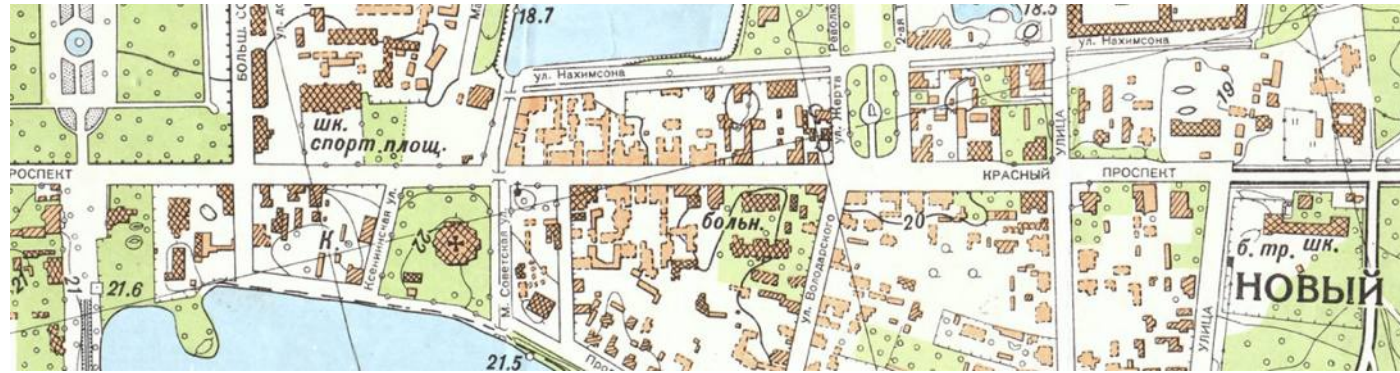 18.7
18.5
БОЛЬШ.
ул. Нахимсона
ул. Нахимсона
2-ая
19
шк.
спорт.площ.
ул. Жертв
УЛИЦА
РОСПЕКТ
КРАСНЫЙ
ПРОСПЕКТ
Ксенинская ул.
22
К.
М. Советская ул.
больн.
20
ул. Володарского
б. тр.
шк.
НОВЫЙ
21
21
21.6
21.5
УЛИЦА